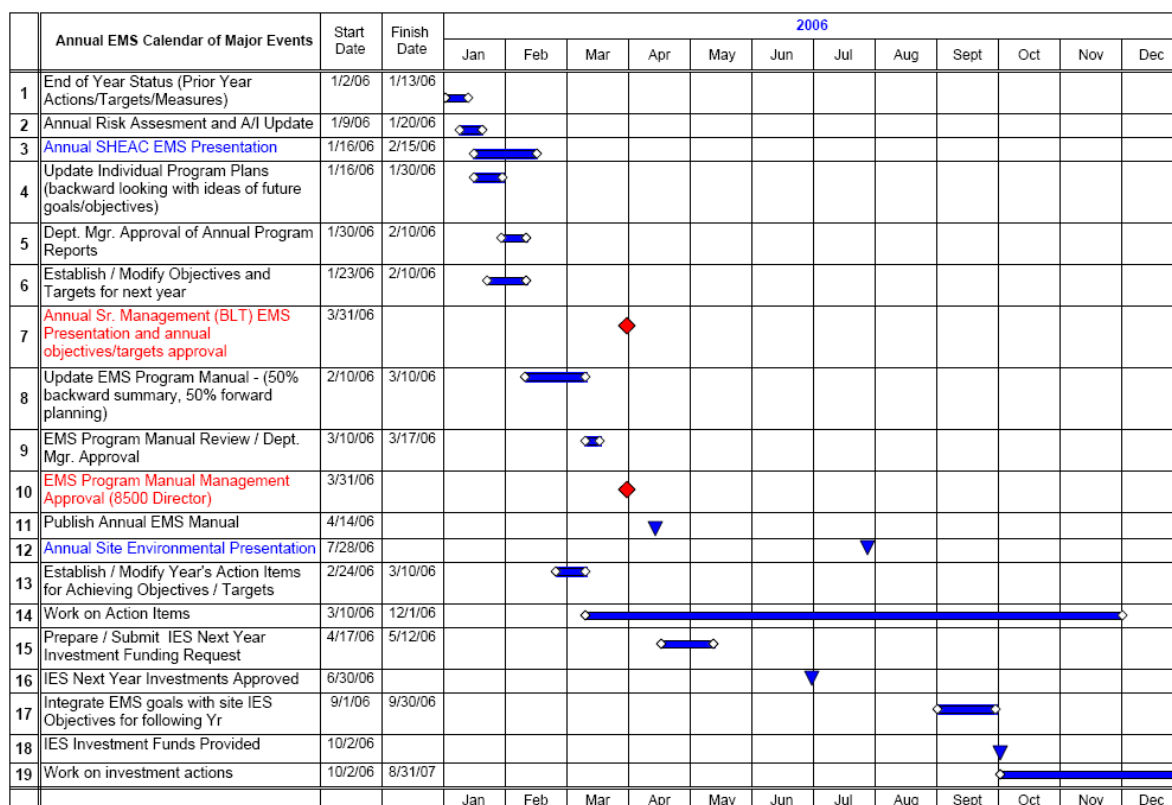 2006
Annual EMS Calendar of Major Events Start Date Finish Date
Jan Feb Mar Apr May Jun Jul Aug Sept Oct Nov Dec
1 End of Year Status (Prior Year 1/2/06 1/13/06
Actions/Targets/Measures)
2 Annual Risk Assesment and A/I Update 1/9/06 1/20/06
3 Annual SHEAC EMS Presentation 1/16/06 2/15/06
4 Update Individual Program Plans 1/16/06 1/30/06
(backward looking with ideas of future
goals/objectives)
5 Dept. Mgr. Approval of Annual Program 1/30/06 2/10/06
Reports
6 Establish / Modify Objectives and 1/23/06 2/10/06
Targets for next year
7 Annual Sr. Management (BLT) EMS 3/31/06
Presentation and annual
objectives/targets approval
8 Update EMS Program Manual - (50% 2/10/06 3/10/06
backward summary, 50% forward
planning)
9 EMS Program Manual Review / Dept. 3/10/06 3/17/06
Mgr. Approval
10 EMS Program Manual Management 3/31/06
Approval (8500 Director)
11 Publish Annual EMS Manual 4/14/06
12 Annual Site Environmental Presentation 7/28/06
13 Establish / Modify Year's Action Items 2/24/06 3/10/06
for Achieving Objectives / Targets
14 Work on Action Items 3/10/06 12/1/06
15 Prepare / Submit IES Next Year 4/17/06 5/12/06
Investment Funding Request
16 IES Next Year Investments Approved 6/30/06
17 Integrate EMS goals with site IES 9/1/06 9/30/06
Objectives for following Yr
18 IES Investment Funds Provided 10/2/06
19 Work on investment actions 10/2/06 8/31/07
Jan Feb Mar Apr May Jun Jul Aug Sept Oct Nov Dec